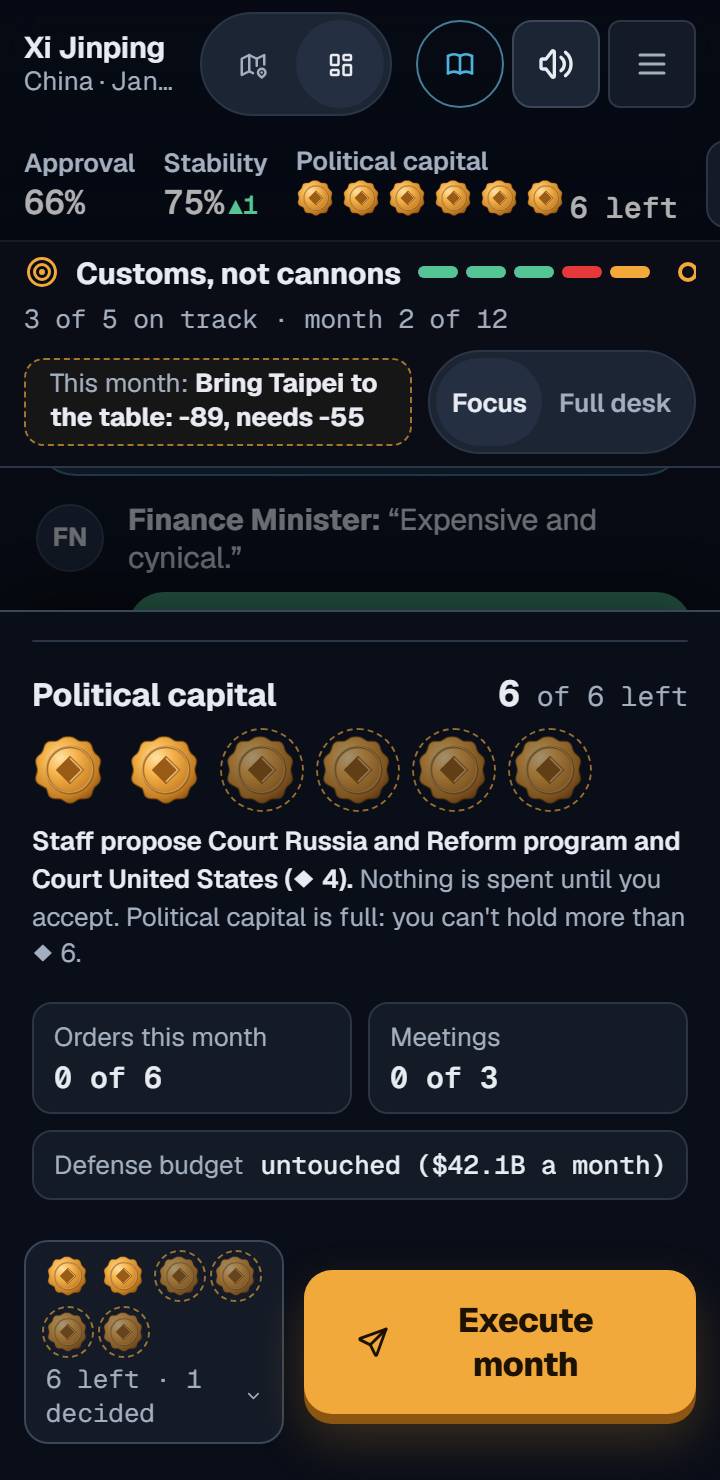 Xi Jinping
China · Jan…
Approval
66%
Stability
75%▲1
Political capital
6 left
Customs, not cannons
3 of 5 on track · month 2 of 12
This month: Bring Taipei to
the table: -89, needs -55
Focus
Full desk
FN
Finance Minister: “Expensive and
cynical.”
Political capital
6 of 6 left
Staff propose Court Russia and Reform program and
Court United States (◆ 4). Nothing is spent until you
accept. Political capital is full: you can't hold more than
◆ 6.
Orders this month
0 of 6
Meetings
0 of 3
Defense budget untouched ($42.1B a month)
6 left · 1
decided
Execute
month